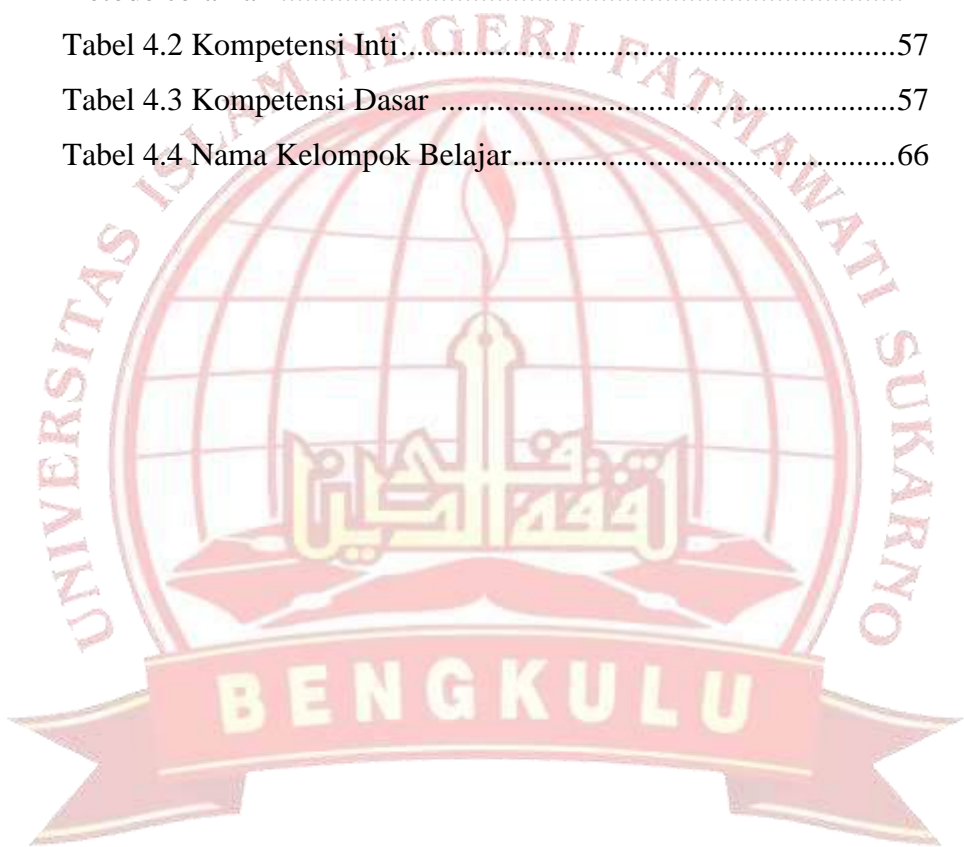 Tabel 4.2 Kompetensi Inti..............................................................57
Tabel 4.3 Kompetensi Dasar .........................................................57
Tabel 4.4 Nama Kelompok Belajar................................................66
UNIVERSITAS ISLAM NEGERI FATMAWATI SUKARNO
BENGKULU